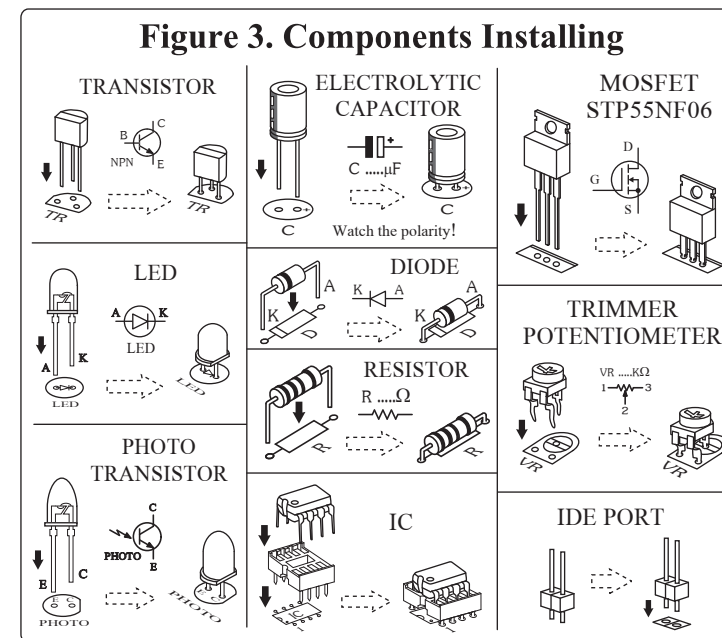 Figure 3. Components Installing
TRANSISTOR
B
C
E
NPN
TR
TR
LED
A
K
LED
A
K
LED
LED
PHOTO
TRANSISTOR
C
PHOTO
E
E
C
E C
PHOTO
E C
PHOTO
ELECTROLYTIC
CAPACITOR
+
C .....µF
+
C
+
C
Watch the polarity!
DIODE
A
K
D
K
A
K
A
D
RESISTOR
R .....Ω
R
R
IC
IC
1
1
MOSFET
STP55NF06
D
G
S
TRIMMER
POTENTIOMETER
VR .....KΩ
1
3
2
VR
VR
IDE PORT